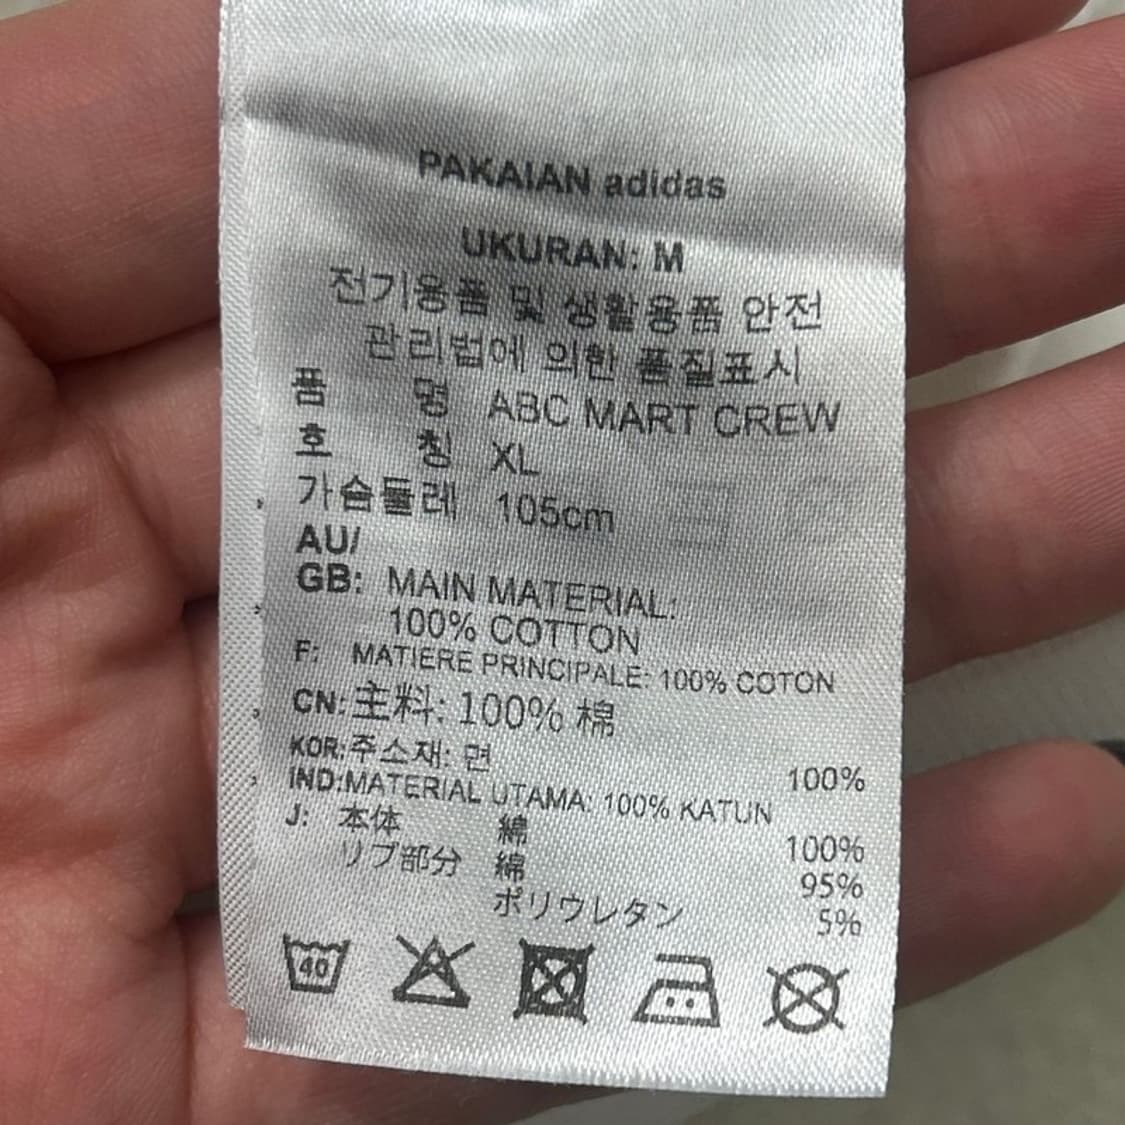 PAKAIAN adidas
UKURAN: M
전기용품 및 생활용품 안전
관리법에 의한 품질표시
품 명 ABC MART CREW
호 칭 XL
가슴둘레 105cm
AU/
GB: MAIN MATERIAL:
100% COTTON
F: MATIERE PRINCIPALE: 100% COTON
CN: 主料: 100% 棉
KOR: 주소재: 면 100%
IND: MATERIAL UTAMA: 100% KATUN
J: 本体 綿 100%
リブ部分 綿 95%
ポリウレタン 5%
40